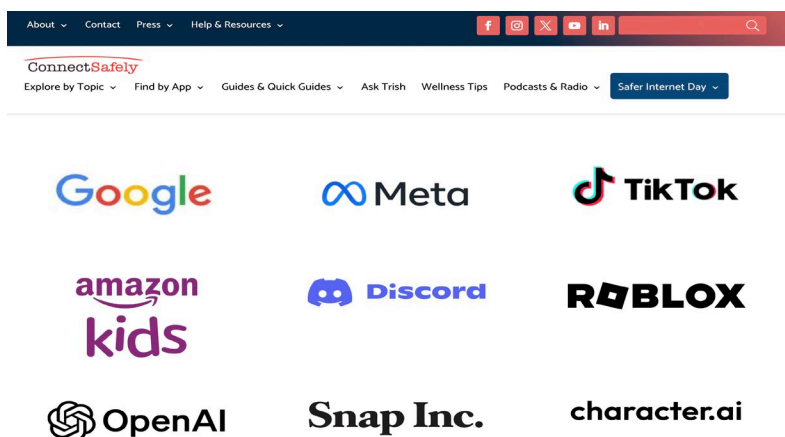 About Contact Press Help & Resources
ConnectSafely
Explore by Topic Find by App Guides & Quick Guides Ask Trish Wellness Tips Podcasts & Radio Safer Internet Day
Google Meta TikTok
amazon kids Discord ROBLOX
OpenAI Snap Inc. character.ai